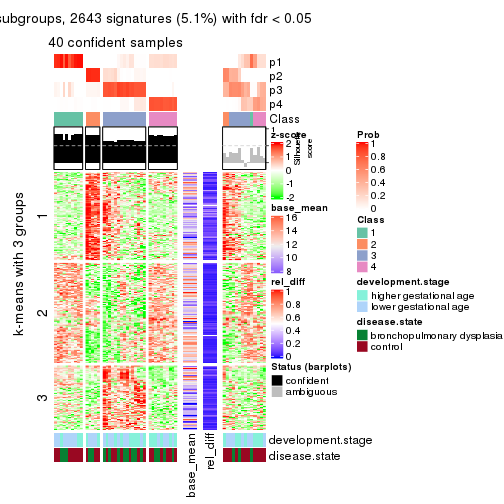 subgroups, 2643 signatures (5.1%) with fdr < 0.05
40 confident samples
p1
p2
p3
p4
Class
1
Silhouette
score
k-means with 3 groups
1
2
3
base_mean
rel_diff
development.stage
disease.state
z-score
2
1
0
-1
-2
base_mean
16
14
12
10
8
rel_diff
1
0.8
0.6
0.4
0.2
0
Status (barplots)
confident
ambiguous
Prob
1
0.8
0.6
0.4
0.2
0
Class
1
2
3
4
development.stage
higher gestational age
lower gestational age
disease.state
bronchopulmonary dysplasia
control